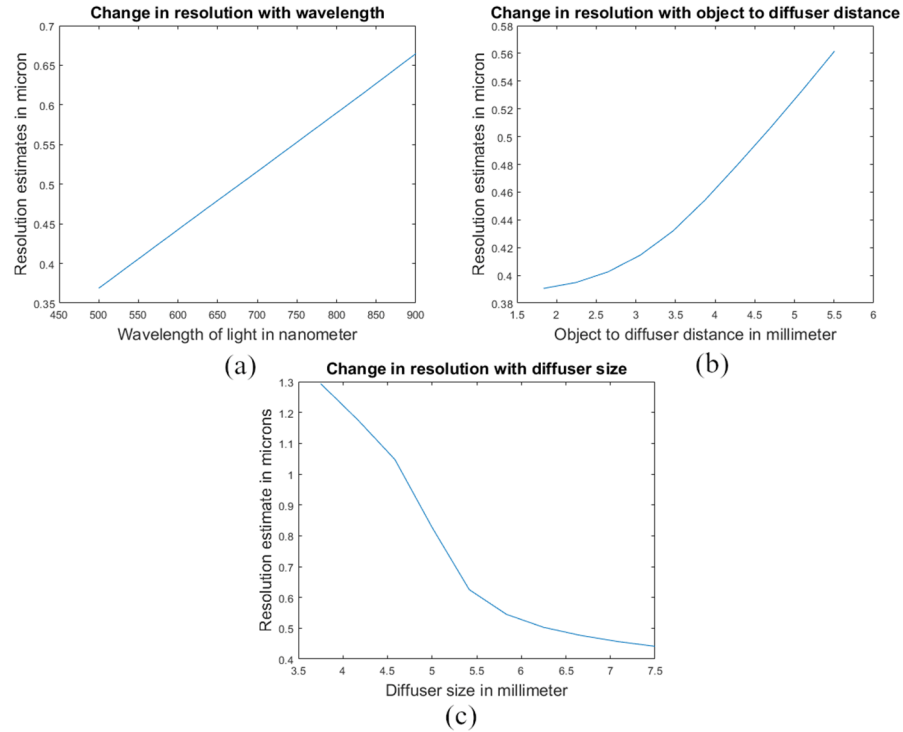 Change in resolution with wavelength
Resolution estimates in micron
0.7
0.65
0.6
0.55
0.5
0.45
0.4
0.35
450 500 550 600 650 700 750 800 850 900
Wavelength of light in nanometer
(a)
Change in resolution with object to diffuser distance
Resolution estimates in micron
0.58
0.56
0.54
0.52
0.5
0.48
0.46
0.44
0.42
0.4
0.38
1.5 2 2.5 3 3.5 4 4.5 5 5.5 6
Object to diffuser distance in millimeter
(b)
Change in resolution with diffuser size
Resolution estimate in microns
1.3
1.2
1.1
1
0.9
0.8
0.7
0.6
0.5
0.4
3.5 4 4.5 5 5.5 6 6.5 7 7.5
Diffuser size in millimeter
(c)